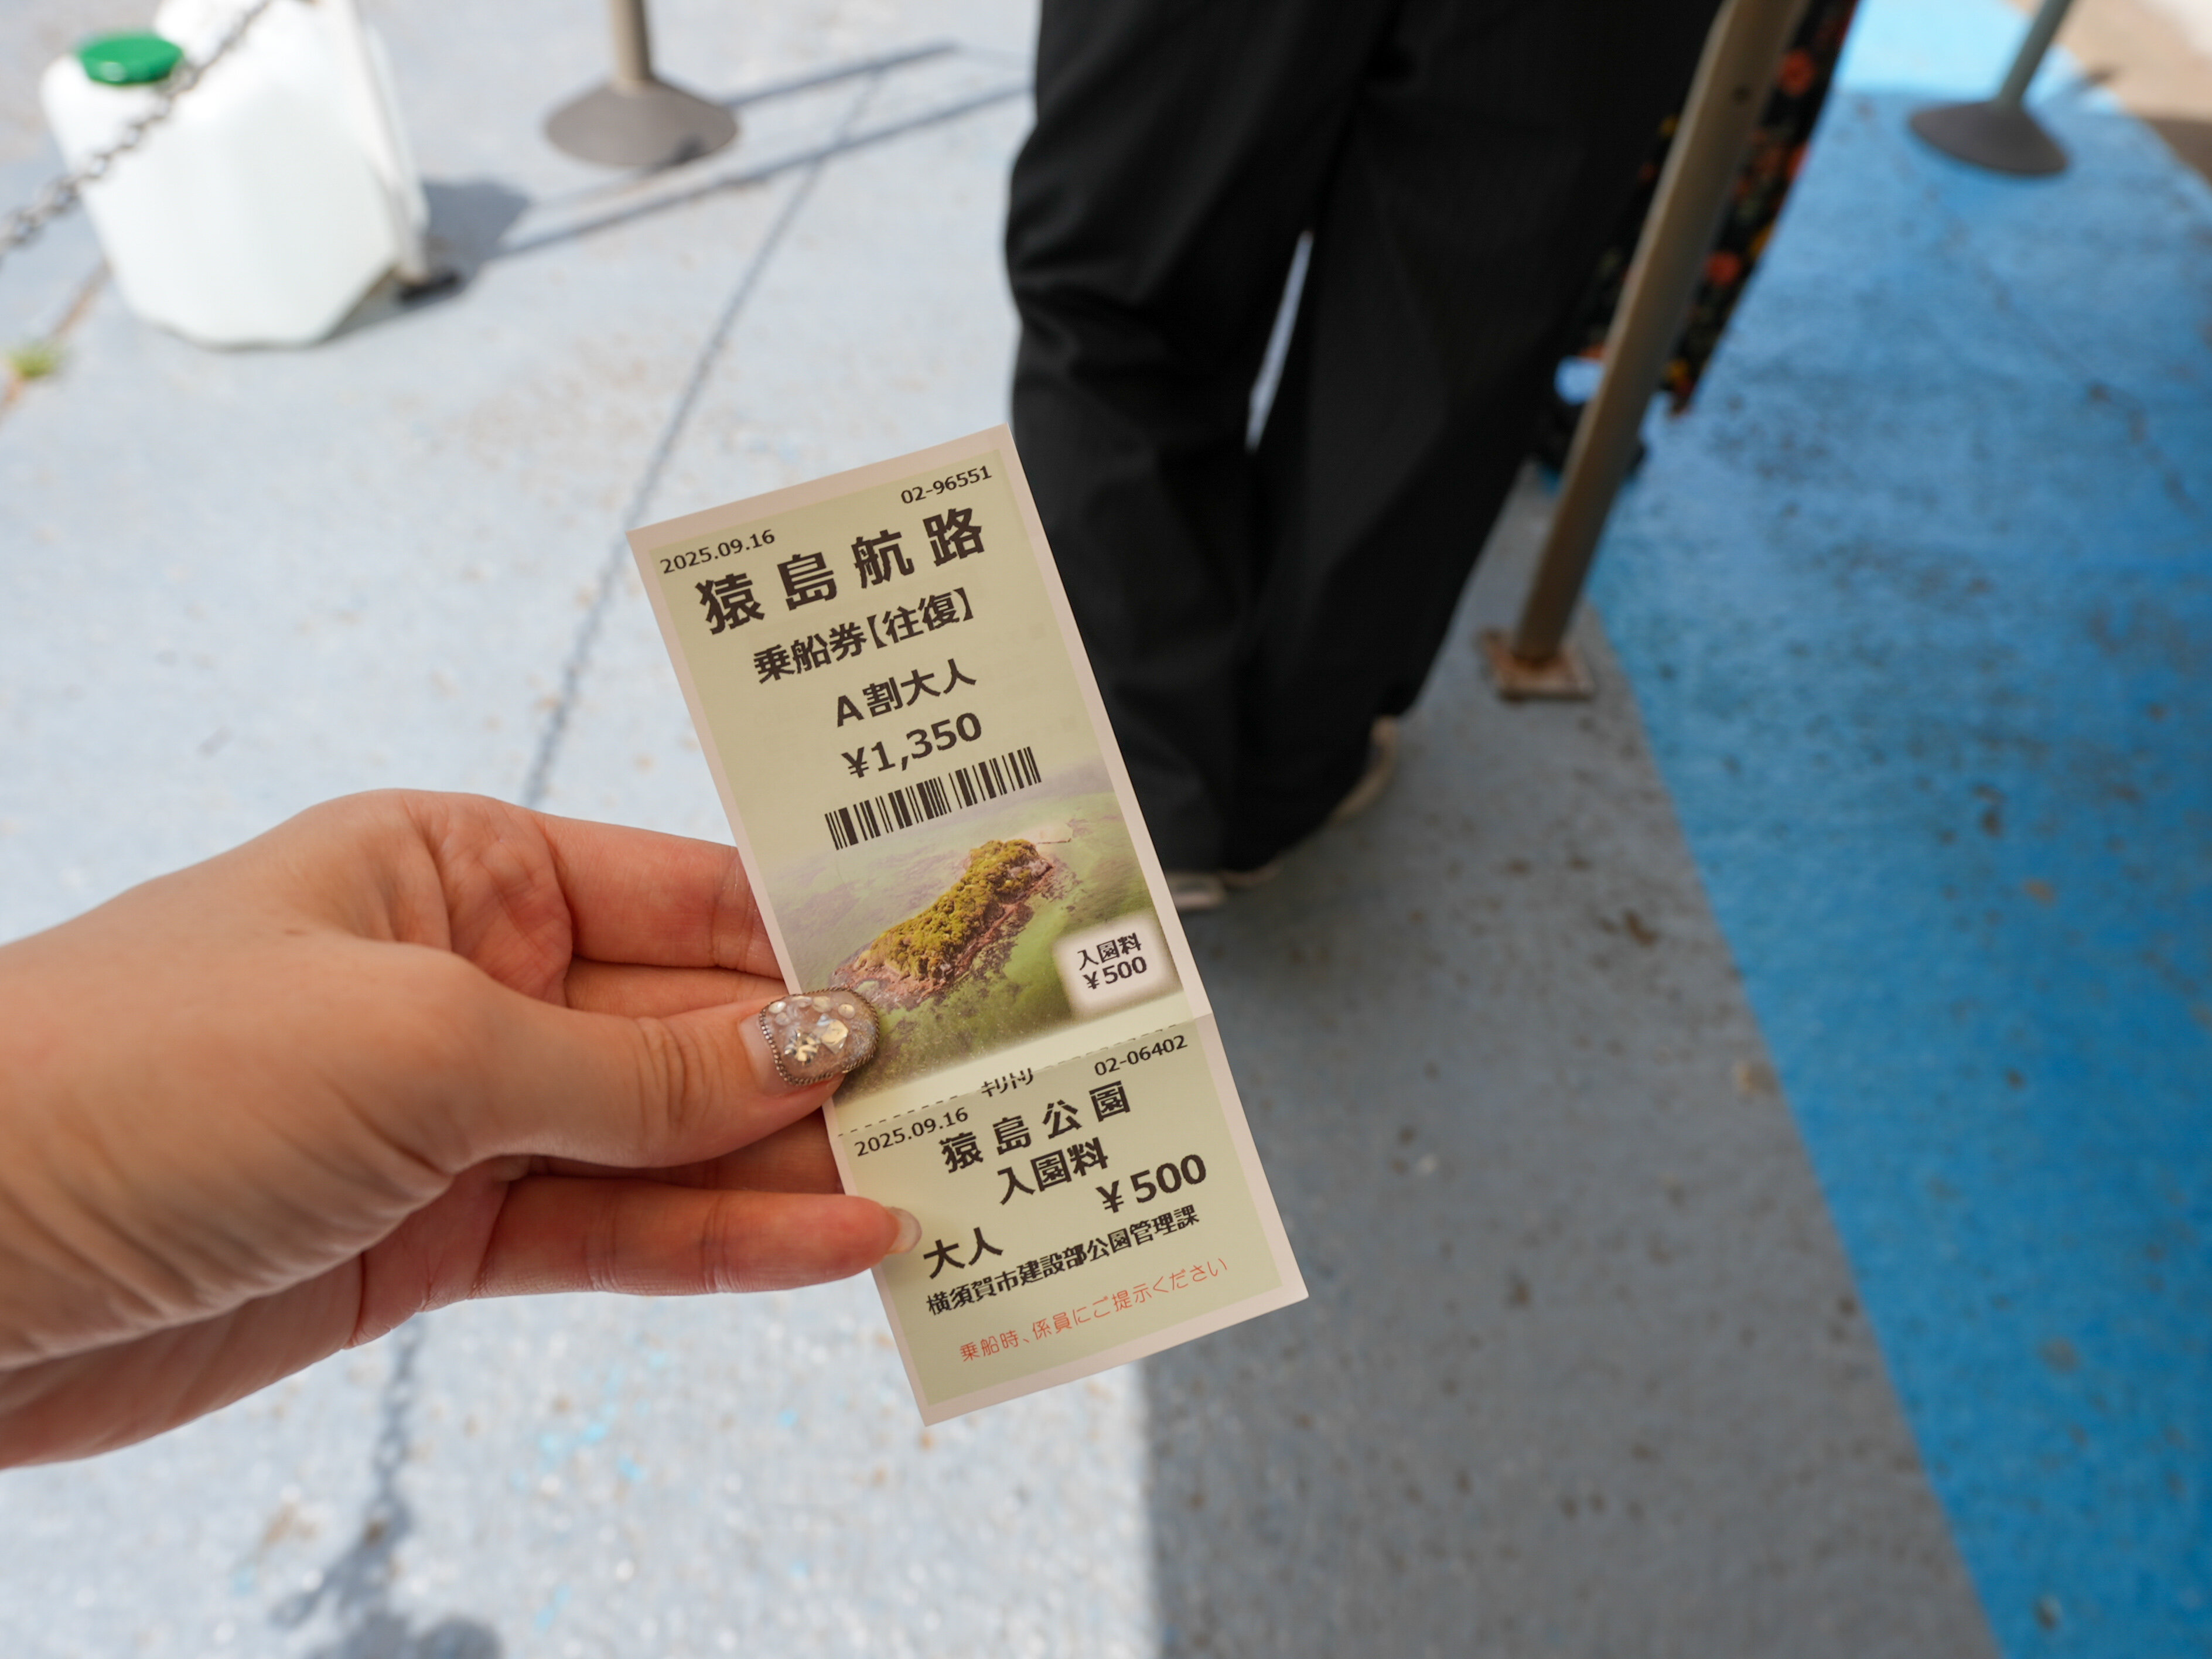 2025.09.16 02-96551
猿島航路
乗船券【往復】
A割大人
¥1,350
入園料
¥500
キリトリ
2025.09.16 02-06402
猿島公園
入園料
¥500
大人
横須賀市建設部公園管理課
乗船時、係員にご提示ください